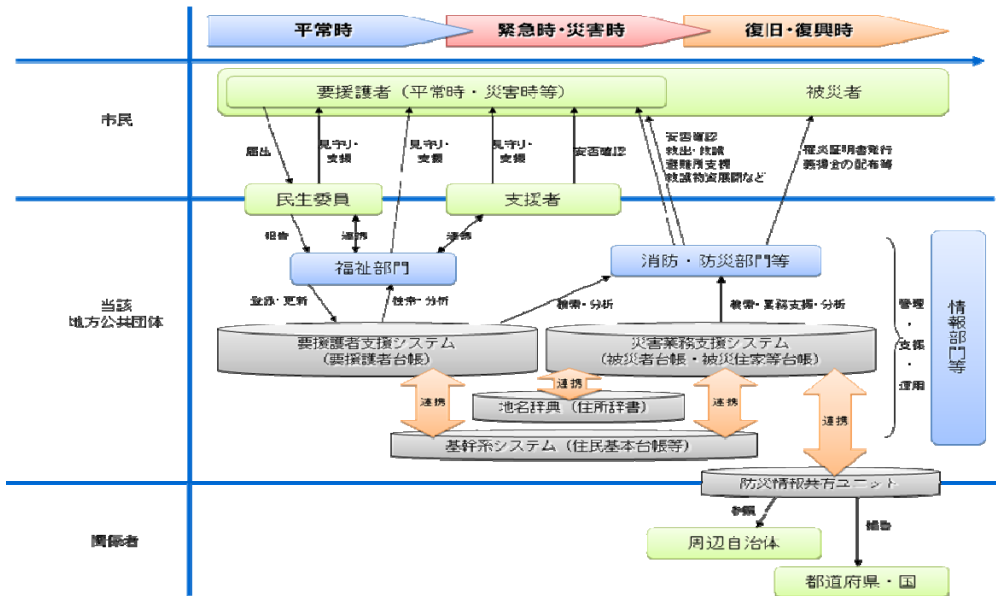 平常時
緊急時・災害時
復旧・復興時
市民
要援護者（平常時・災害時等）
被災者
届出
見守り・
支援
見守り・
支援
見守り・
支援
安否確認
安否確認
救出・救護
避難所支援
救護物資展開など
罹災証明書発行
義援金の配布等
民生委員
支援者
報告
連携
連携
福祉部門
消防・防災部門等
登録・更新
検索・分析
検索・分析
検索・業務支援・分析
当該
地方公共団体
要援護者支援システム
（要援護者台帳）
災害業務支援システム
（被災者台帳・被災住家等台帳）
管理・支援・運用
情報部門等
連携
連携
連携
連携
地名辞典（住所辞書）
基幹系システム（住民基本台帳等）
防災情報共有ユニット
関係者
参照
報告
周辺自治体
都道府県・国